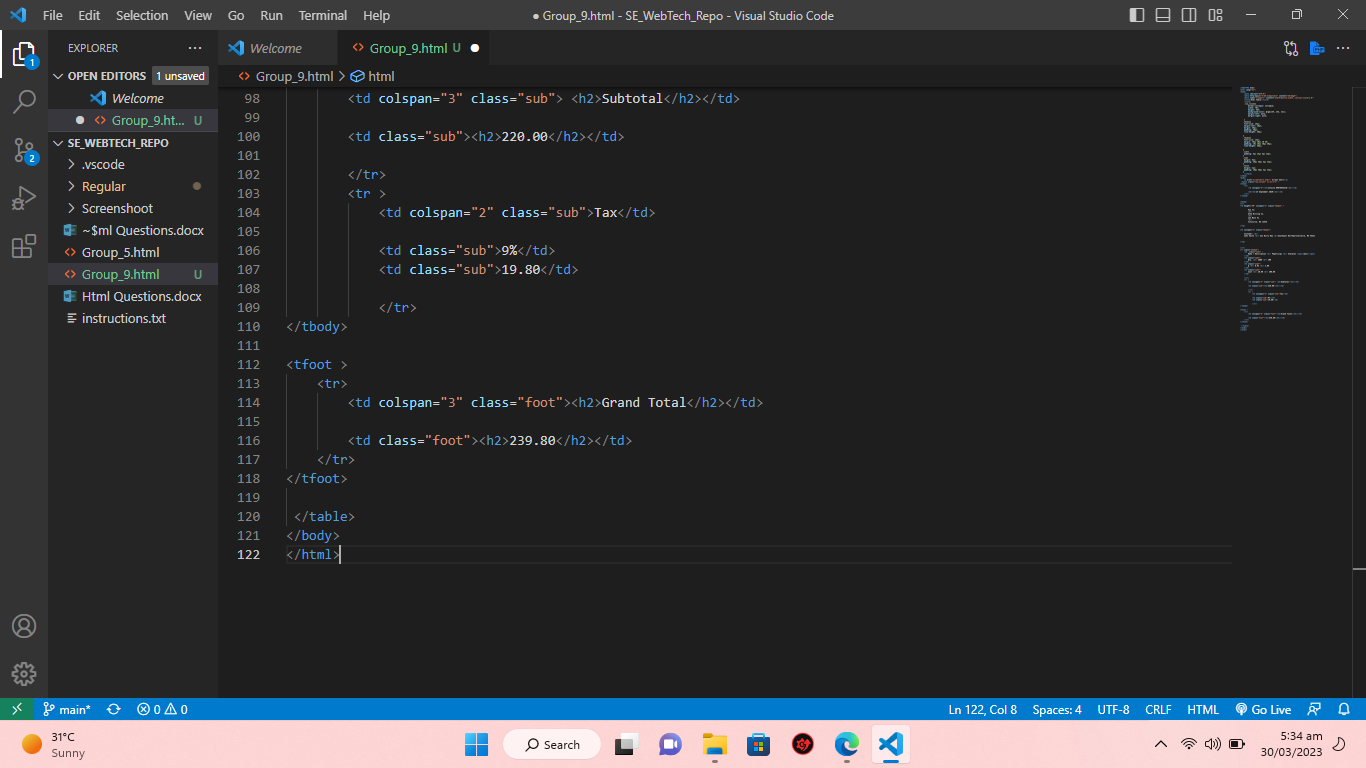 File Edit Selection View Go Run Terminal Help ● Group_9.html - SE_WebTech_Repo - Visual Studio Code
EXPLORER ···
Welcome
Group_9.html U ●
OPEN EDITORS 1 unsaved
Welcome
● Group_9.ht... U
SE_WEBTECH_REPO
.vscode
Regular
Screenshoot
~$ml Questions.docx
Group_5.html
Group_9.html U
Html Questions.docx
instructions.txt
1
2
Group_9.html > html
98 <td colspan="3" class="sub"> <h2>Subtotal</h2></td>
99
100 <td class="sub"><h2>220.00</h2></td>
101
102 </tr>
103 <tr >
104 <td colspan="2" class="sub">Tax</td>
105
106 <td class="sub">9%</td>
107 <td class="sub">19.80</td>
108
109 </tr>
110 </tbody>
111
112 <tfoot >
113 <tr>
114 <td colspan="3" class="foot"><h2>Grand Total</h2></td>
115
116 <td class="foot"><h2>239.80</h2></td>
117 </tr>
118 </tfoot>
119
120 </table>
121 </body>
122 </html>
main* 0 0 Ln 122, Col 8 Spaces: 4 UTF-8 CRLF HTML Go Live
31°C
Sunny
Search
5:34 am
30/03/2023